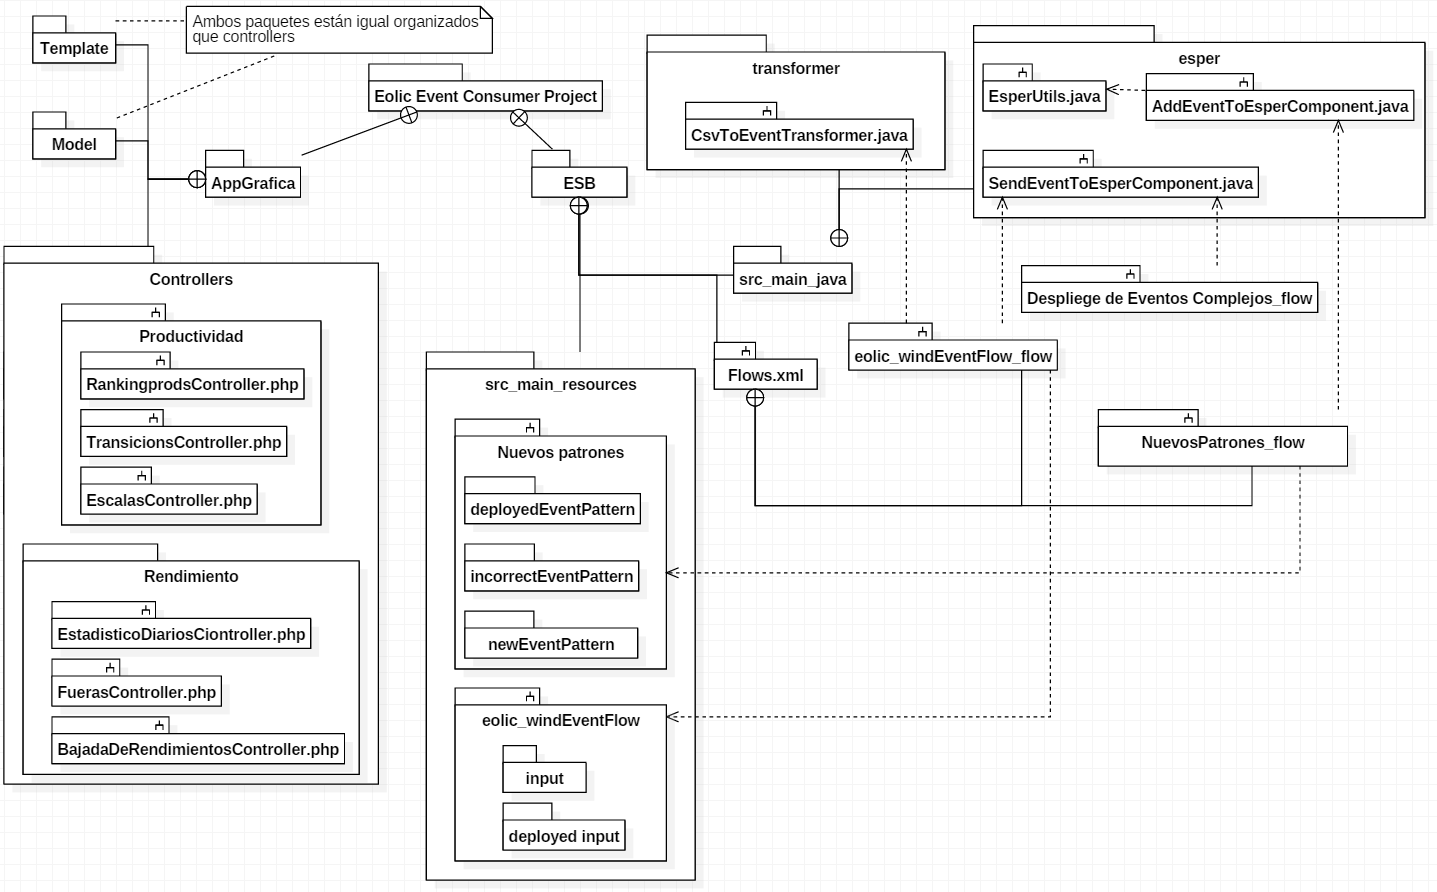 Ambos paquetes están igual organizados
que controllers
Template
Model
Eolic Event Consumer Project
AppGrafica
ESB
transformer
CsvToEventTransformer.java
esper
EsperUtils.java
AddEventToEsperComponent.java
SendEventToEsperComponent.java
src_main_java
Despliege de Eventos Complejos_flow
eolic_windEventFlow_flow
Flows.xml
NuevosPatrones_flow
Controllers
Productividad
RankingprodsController.php
TransicionsController.php
EscalasController.php
Rendimiento
EstadisticoDiariosCiontroller.php
FuerasController.php
BajadaDeRendimientosController.php
src_main_resources
Nuevos patrones
deployedEventPattern
incorrectEventPattern
newEventPattern
eolic_windEventFlow
input
deployed input